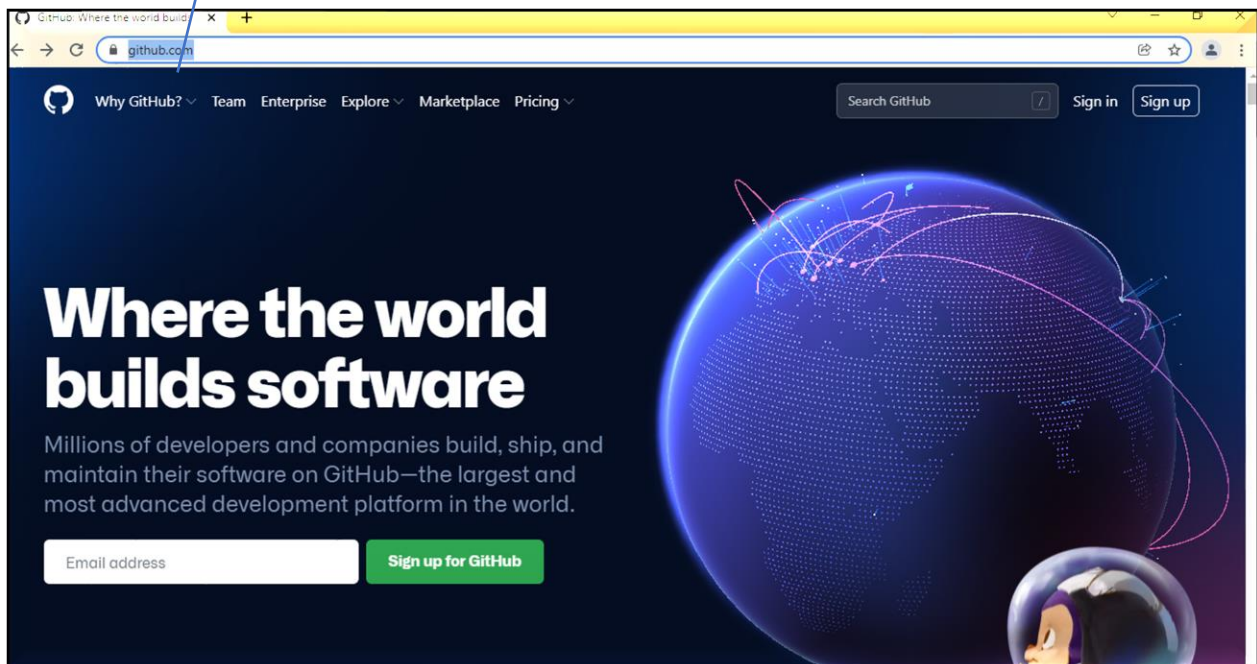 GitHub: Where the world builds
github.com
Why GitHub? Team Enterprise Explore Marketplace Pricing Search GitHub / Sign in Sign up
Where the world
builds software
Millions of developers and companies build, ship, and
maintain their software on GitHub—the largest and
most advanced development platform in the world.
Email address Sign up for GitHub